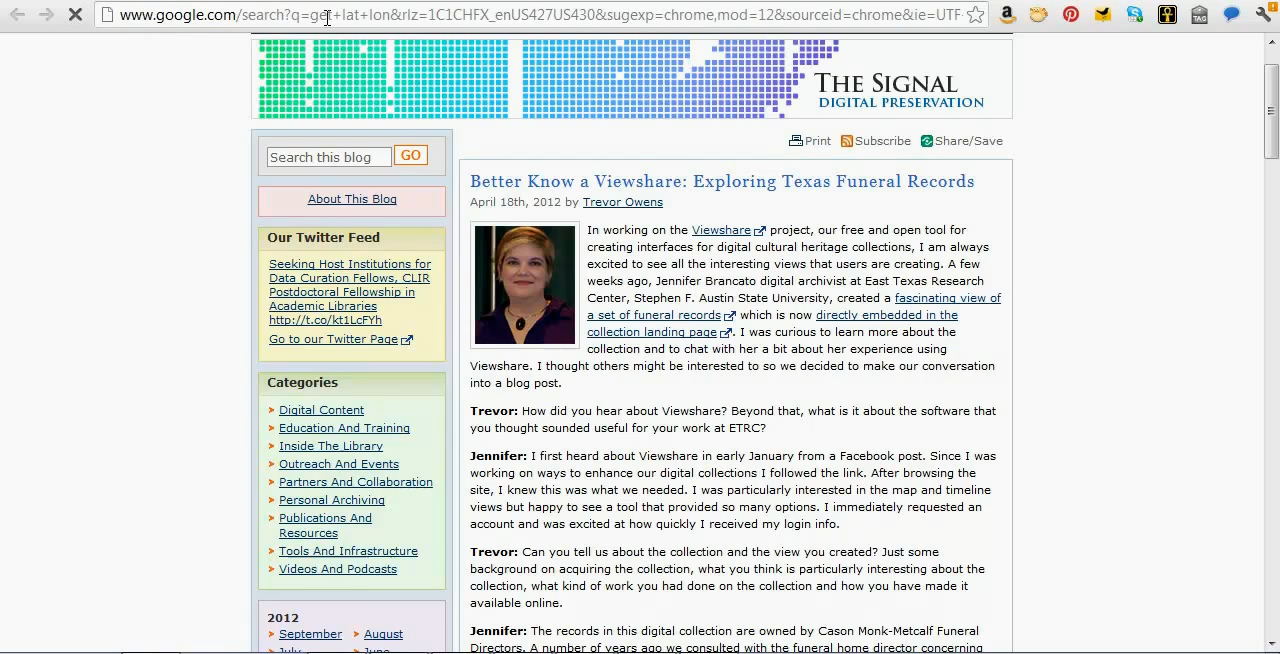 www.google.com/search?q=get+lat+lon&rlz=1C1CHFX_enUS427US430&sugexp=chrome,mod=12&sourceid=chrome&ie=UTF-
THE SIGNAL
DIGITAL PRESERVATION
Print Subscribe Share/Save
Search this blog GO
About This Blog
Our Twitter Feed
Seeking Host Institutions for
Data Curation Fellows, CLIR
Postdoctoral Fellowship in
Academic Libraries
http://t.co/kt1LcFYh
Go to our Twitter Page
Categories
Digital Content
Education And Training
Inside The Library
Outreach And Events
Partners And Collaboration
Personal Archiving
Publications And
Resources
Tools And Infrastructure
Videos And Podcasts
2012
September August
July June
Better Know a Viewshare: Exploring Texas Funeral Records
April 18th, 2012 by Trevor Owens
In working on the Viewshare project, our free and open tool for
creating interfaces for digital cultural heritage collections, I am always
excited to see all the interesting views that users are creating. A few
weeks ago, Jennifer Brancato digital archivist at East Texas Research
Center, Stephen F. Austin State University, created a fascinating view of
a set of funeral records which is now directly embedded in the
collection landing page. I was curious to learn more about the
collection and to chat with her a bit about her experience using
Viewshare. I thought others might be interested to so we decided to make our conversation
into a blog post.
Trevor: How did you hear about Viewshare? Beyond that, what is it about the software that
you thought sounded useful for your work at ETRC?
Jennifer: I first heard about Viewshare in early January from a Facebook post. Since I was
working on ways to enhance our digital collections I followed the link. After browsing the
site, I knew this was what we needed. I was particularly interested in the map and timeline
views but happy to see a tool that provided so many options. I immediately requested an
account and was excited at how quickly I received my login info.
Trevor: Can you tell us about the collection and the view you created? Just some
background on acquiring the collection, what you think is particularly interesting about the
collection, what kind of work you had done on the collection and how you have made it
available online.
Jennifer: The records in this digital collection are owned by Cason Monk-Metcalf Funeral
Directors. A number of years ago we consulted with the funeral home director concerning